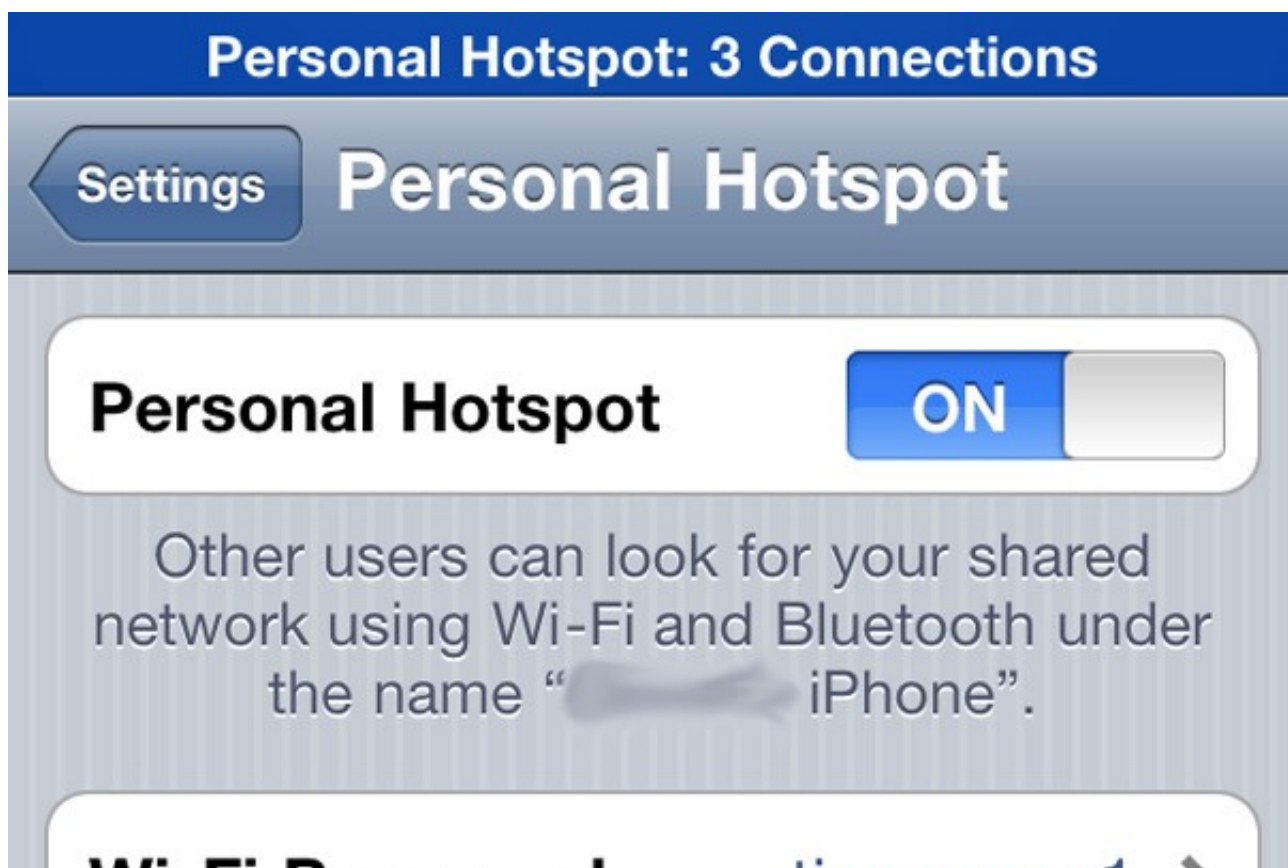 Personal Hotspot: 3 Connections
Settings
Personal Hotspot
Personal Hotspot
ON
Other users can look for your shared
network using Wi-Fi and Bluetooth under
the name “ iPhone”.